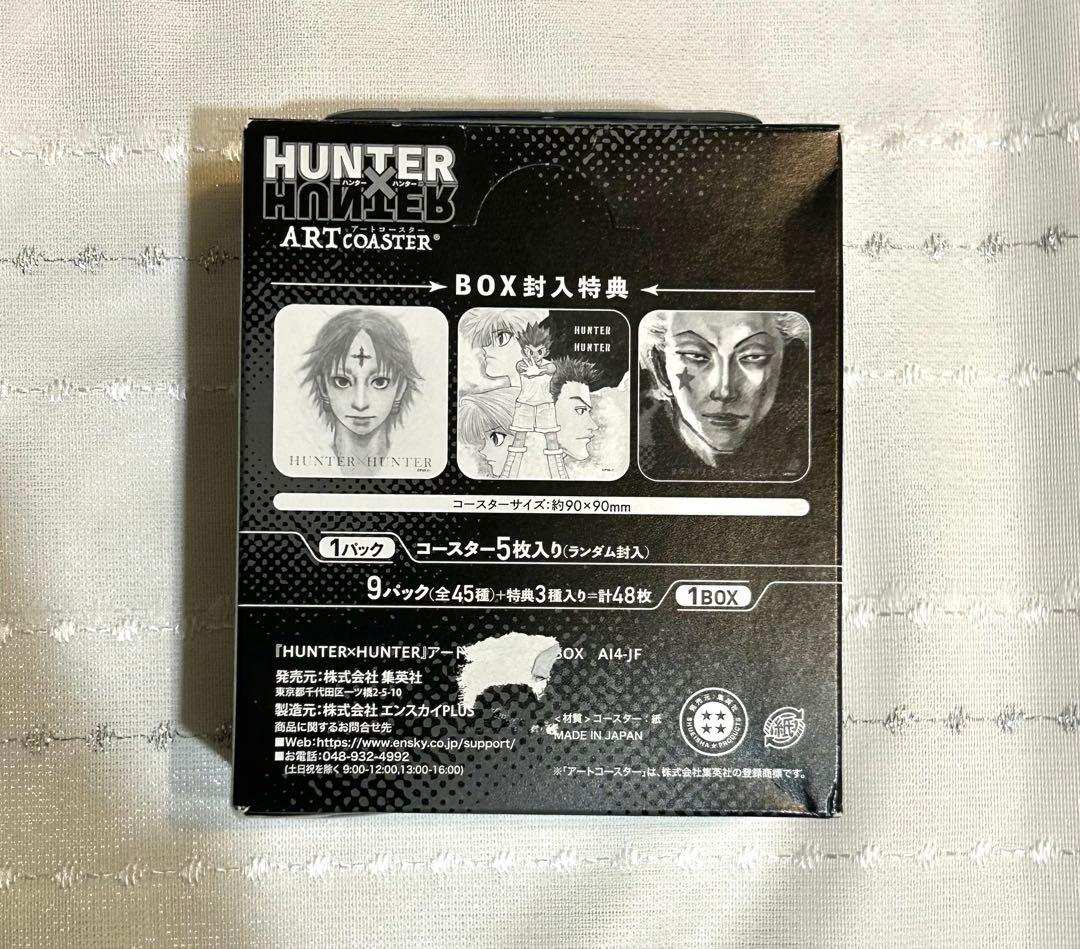 HUNTER
ハンター×ハンター
HUNTER
アートコースター
ART COASTER®
BOX封入特典
HUNTER×HUNTER
HUNTER
HUNTER
コースターサイズ:約90×90mm
1パック コースター5枚入り(ランダム封入)
9パック(全45種)+特典3種入り=計48枚 1BOX
『HUNTER×HUNTER』アート BOX AI4-JF
発売元:株式会社 集英社
東京都千代田区一ツ橋2-5-10
製造元:株式会社 エンスカイPLUS
商品に関するお問合せ先
■Web:https://www.ensky.co.jp/support/
■お電話:048-932-4992
(土日祝を除く 9:00-12:00,13:00-16:00)
<材質>コースター:紙
MADE IN JAPAN
発売元・集英社
SHUEISHA★PRODUCTS
紙
※「アートコースター」は、株式会社集英社の登録商標です。